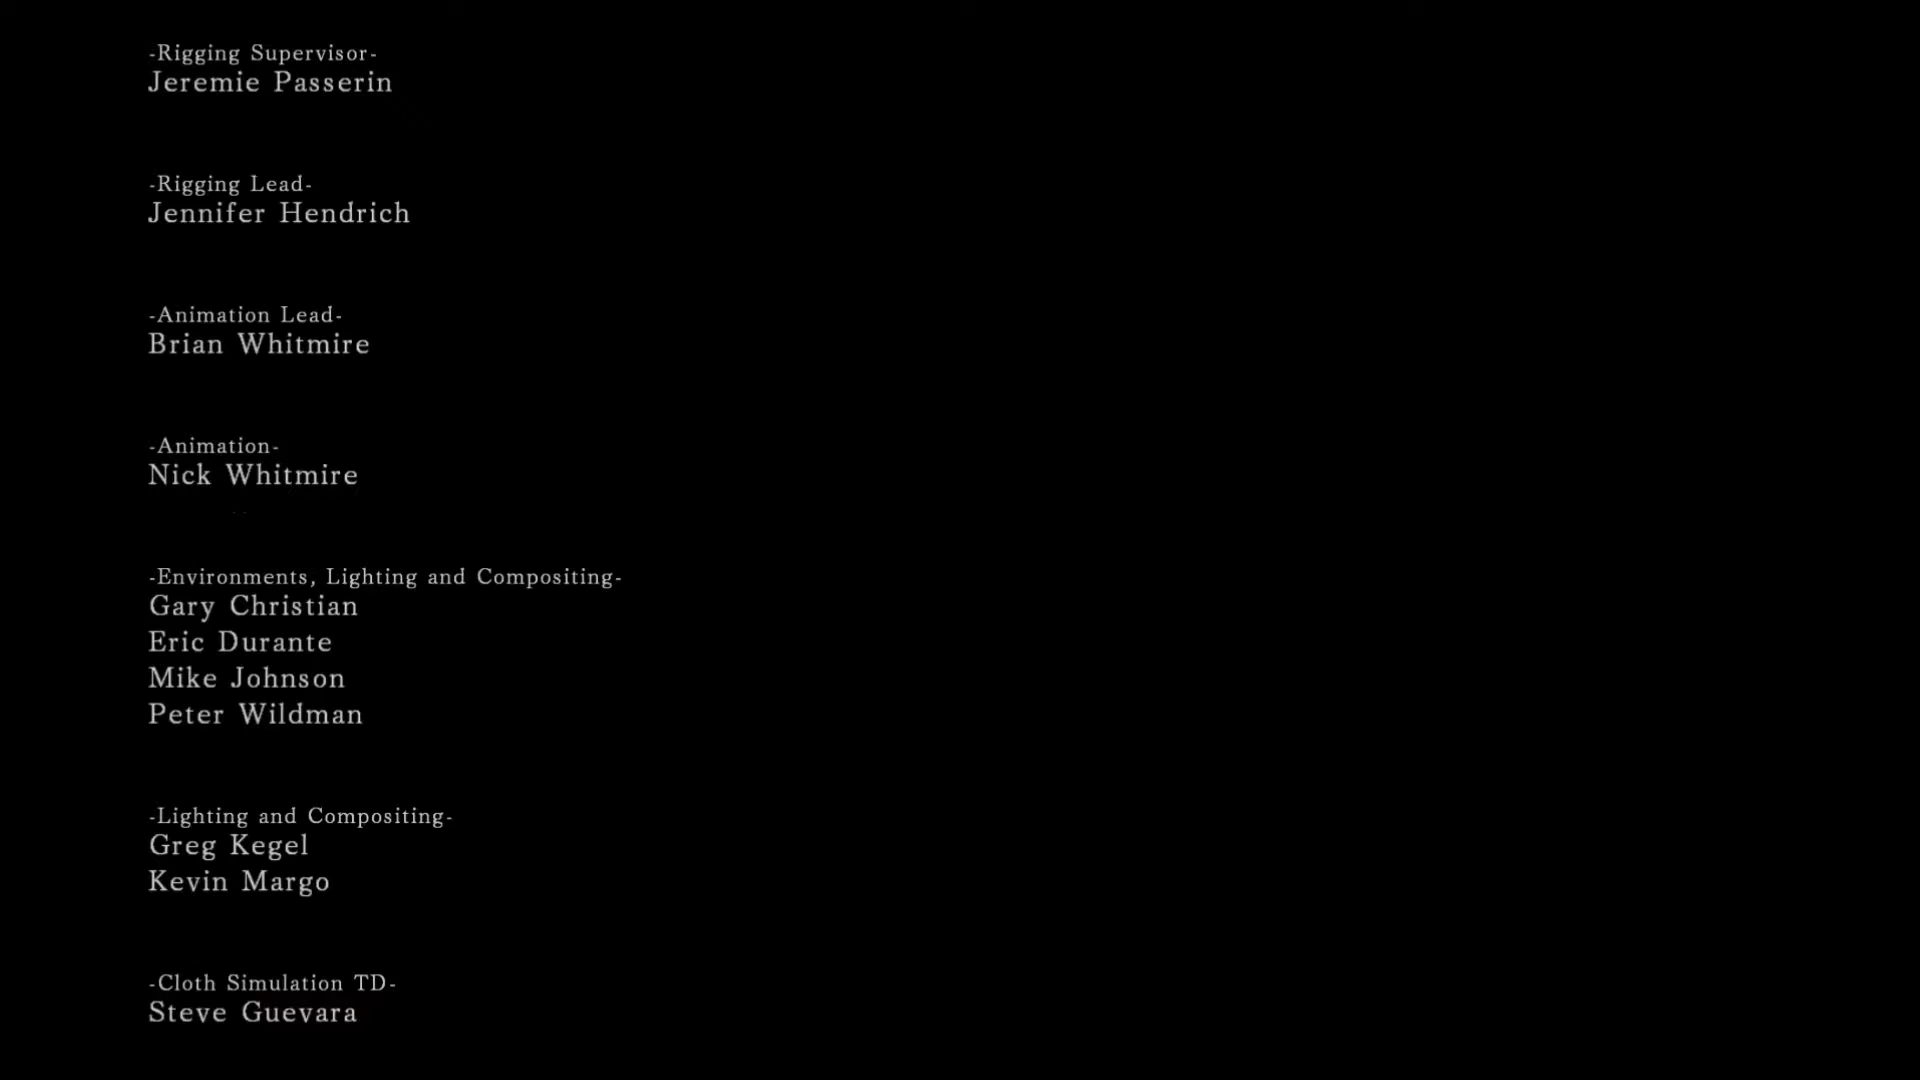 -Rigging Supervisor-
Jeremie Passerin
-Rigging Lead-
Jennifer Hendrich
-Animation Lead-
Brian Whitmire
-Animation-
Nick Whitmire
-Environments, Lighting and Compositing-
Gary Christian
Eric Durante
Mike Johnson
Peter Wildman
-Lighting and Compositing-
Greg Kegel
Kevin Margo
-Cloth Simulation TD-
Steve Guevara